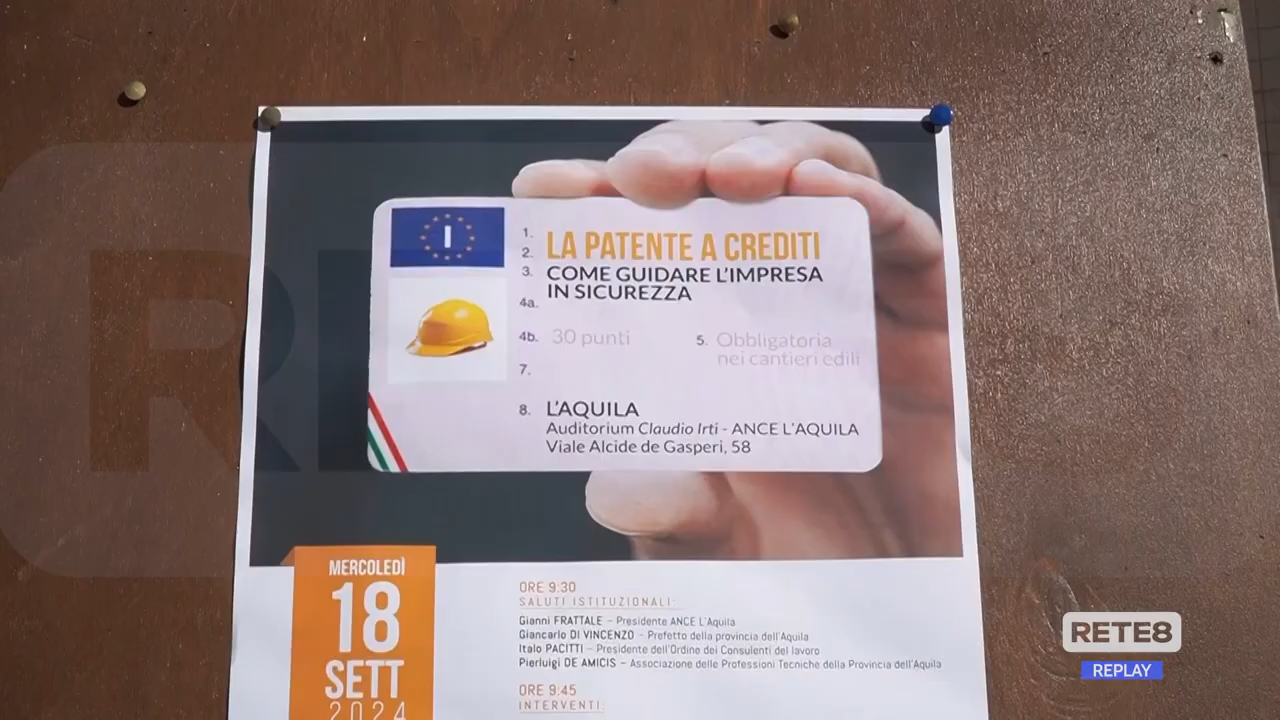 I
1.
2.
LA PATENTE A CREDITI
3.
COME GUIDARE L'IMPRESA
IN SICUREZZA
4a.
4b.
30 punti
5.
Obbligatoria
nei cantieri edili
7.
8.
L'AQUILA
Auditorium Claudio Irti - ANCE L'AQUILA
Viale Alcide de Gasperi, 58
MERCOLEDÌ
18
SETT
2024
ORE 9:30
SALUTI ISTITUZIONALI:
Gianni FRATTALE – Presidente ANCE L'Aquila
Giancarlo DI VINCENZO – Prefetto della provincia dell'Aquila
Italo PACITTI – Presidente dell'Ordine dei Consulenti del lavoro
Pierluigi DE AMICIS – Associazione delle Professioni Tecniche della Provincia dell'Aquila
ORE 9:45
INTERVENTI:
RETE8
REPLAY